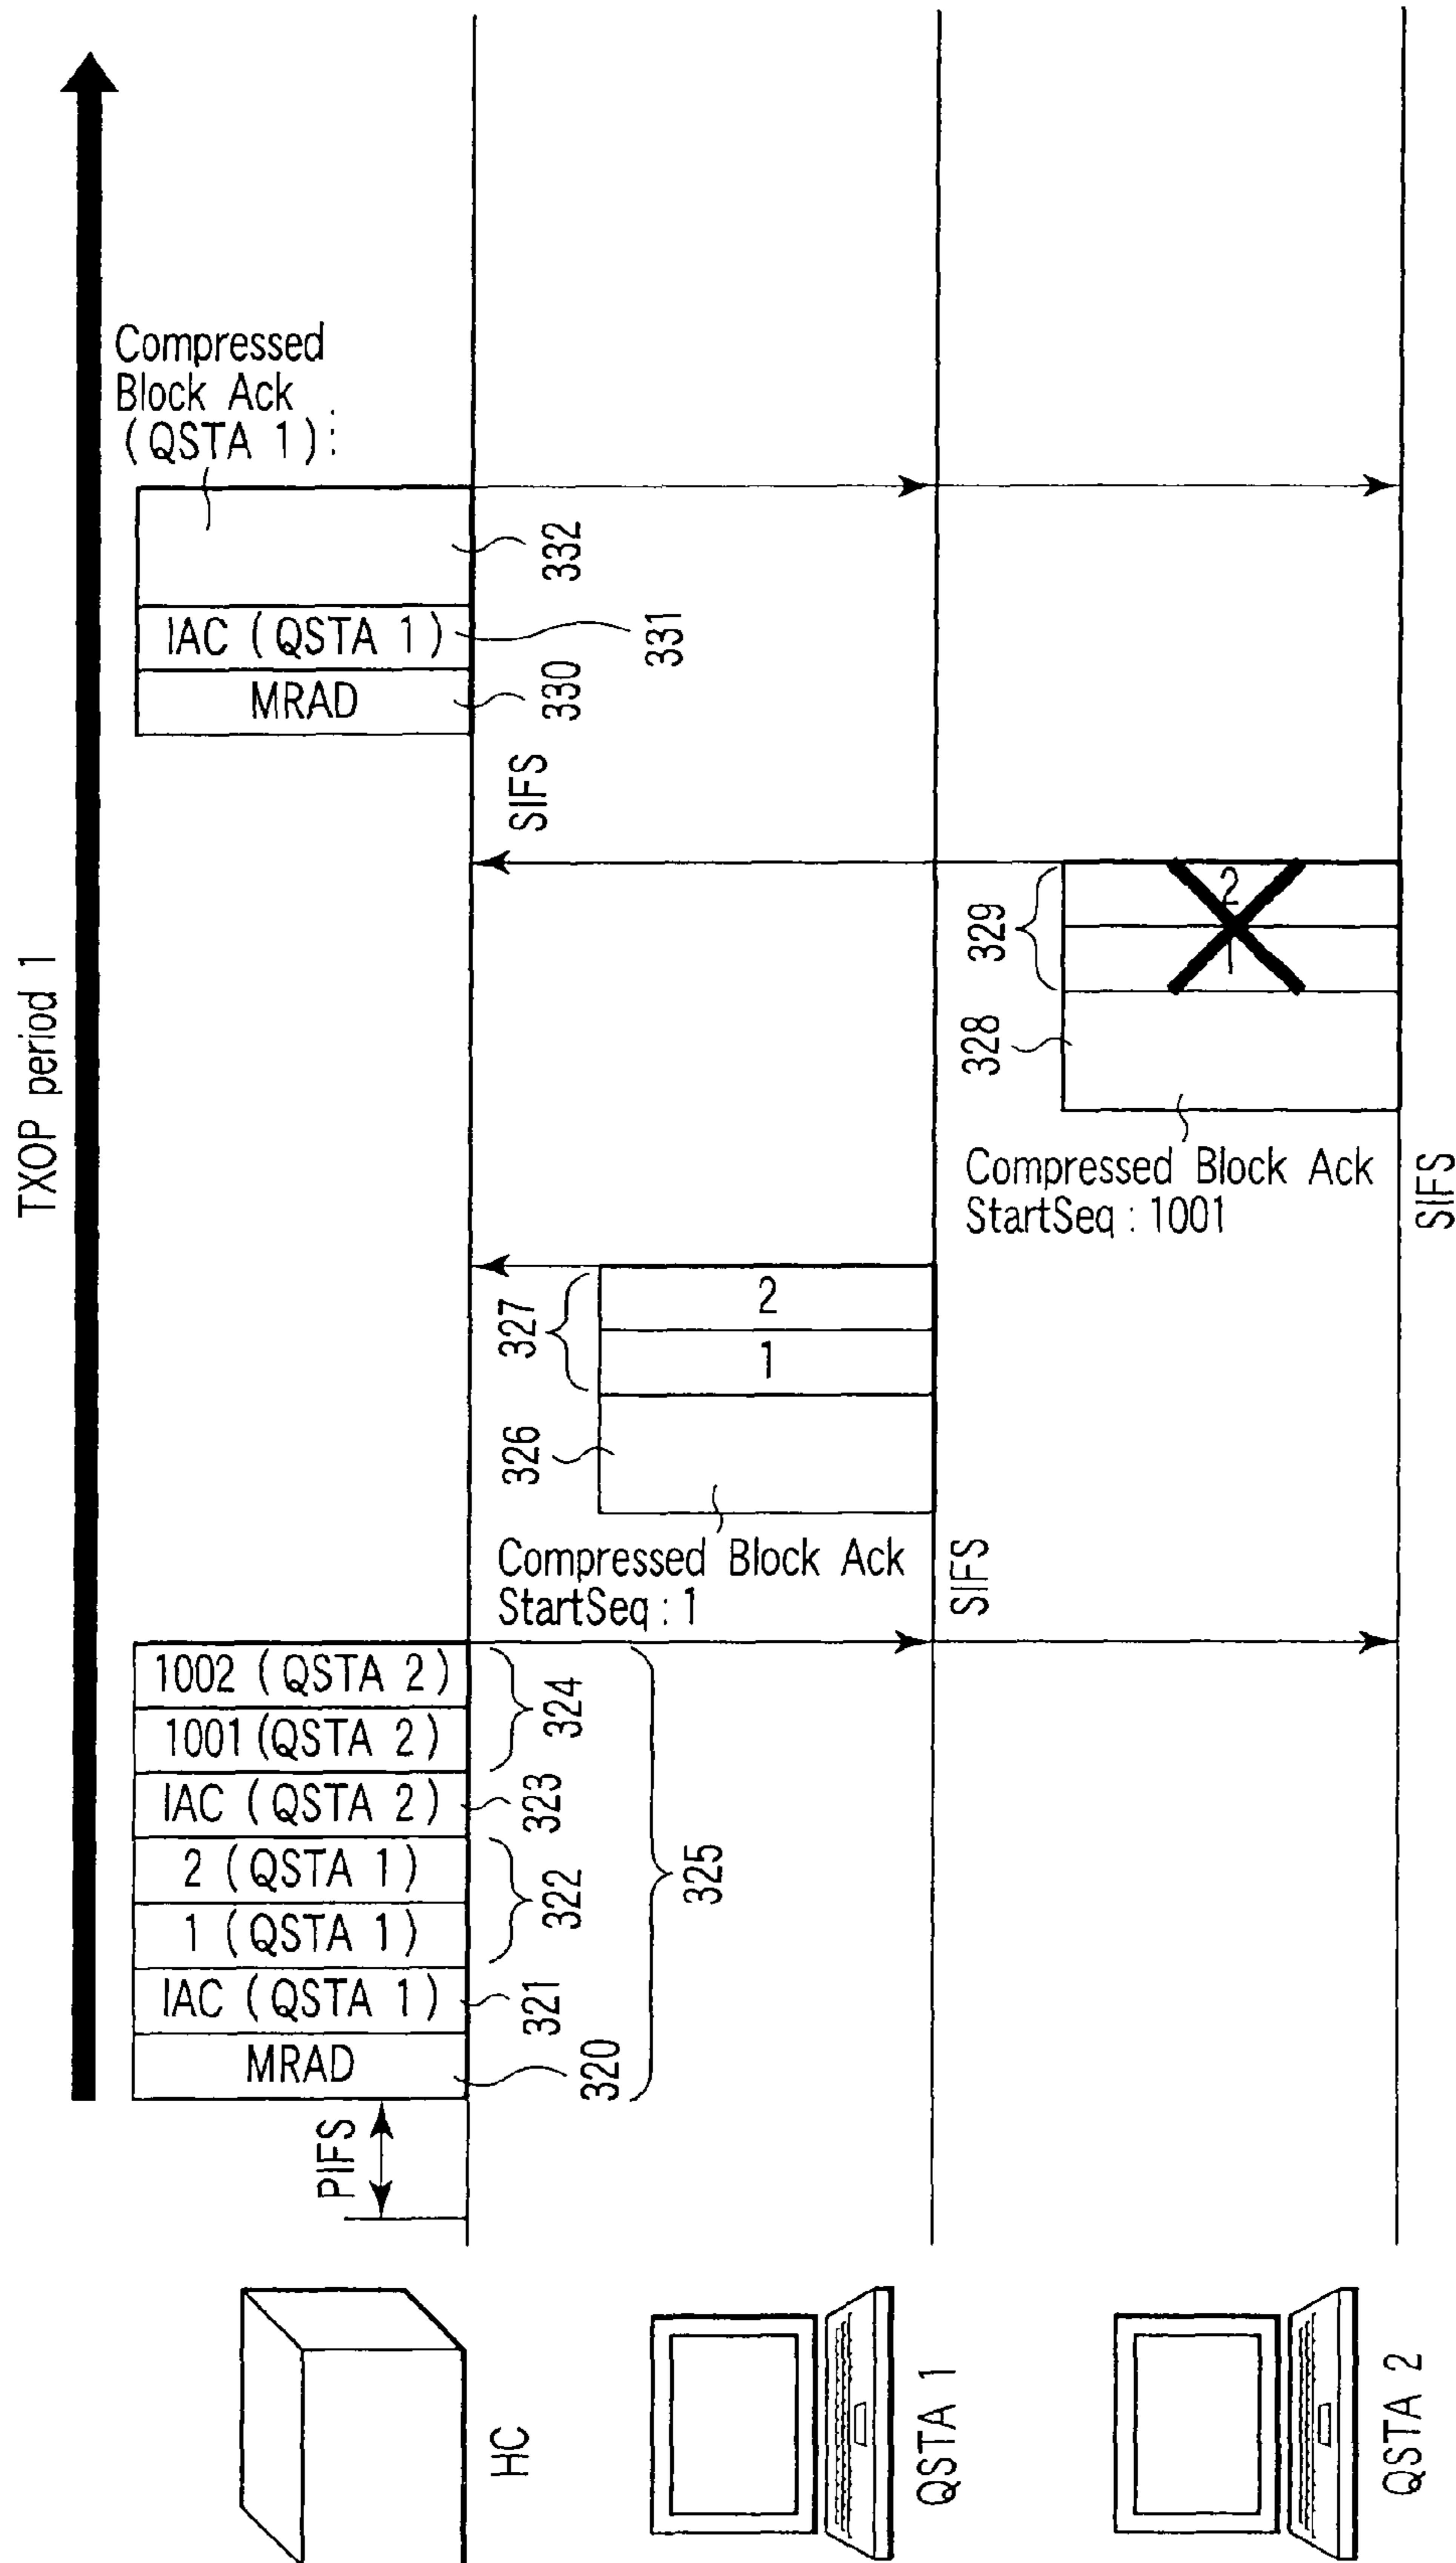 TXOP period 1
PIFS
MRAD
IAC (QSTA 1)
1 (QSTA 1)
2 (QSTA 1)
IAC (QSTA 2)
1001 (QSTA 2)
1002 (QSTA 2)
320
321
322
323
324
325
HC
Compressed Block Ack
StartSeq : 1
326
327
1
2
SIFS
QSTA 1
Compressed Block Ack
StartSeq : 1001
328
329
1
2
SIFS
QSTA 2
SIFS
MRAD
IAC (QSTA 1)
330
331
332
Compressed
Block Ack
(QSTA 1) :